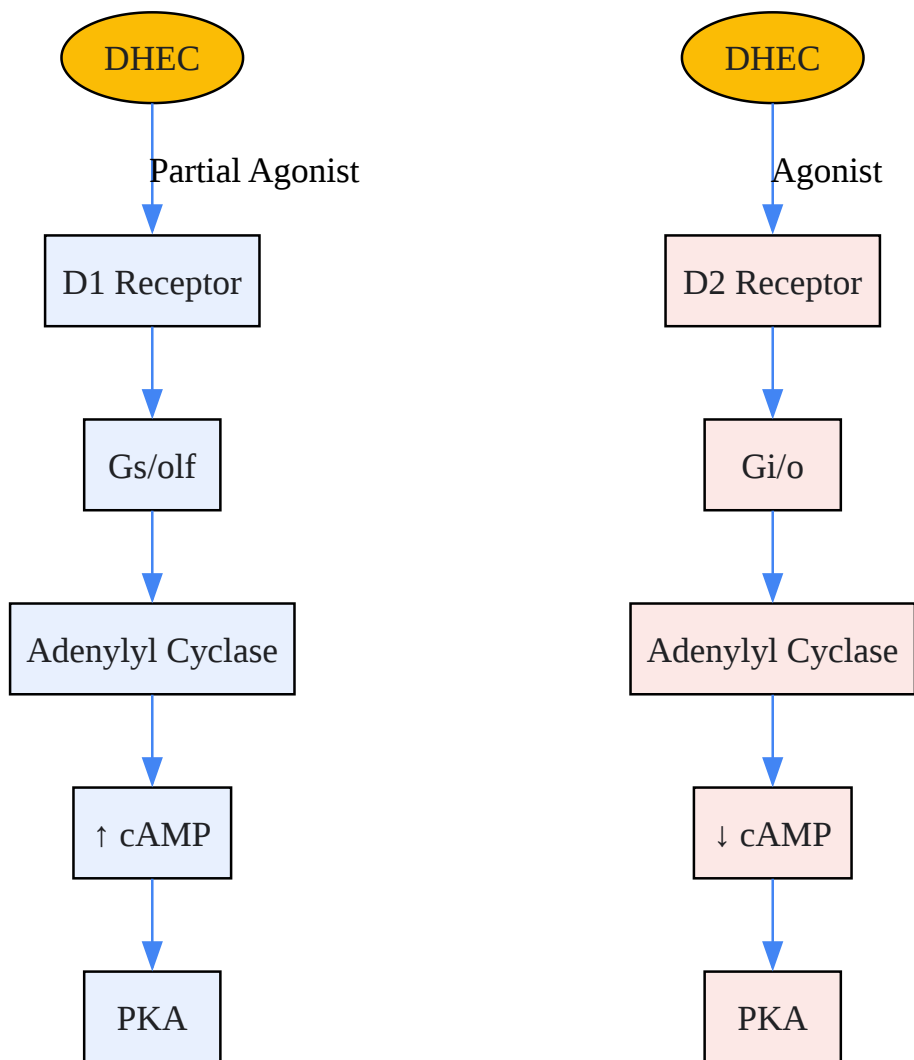 DHEC
Partial Agonist
D1 Receptor
Gs/olf
Adenylyl Cyclase
↑ cAMP
PKA
DHEC
Agonist
D2 Receptor
Gi/o
Adenylyl Cyclase
↓ cAMP
PKA